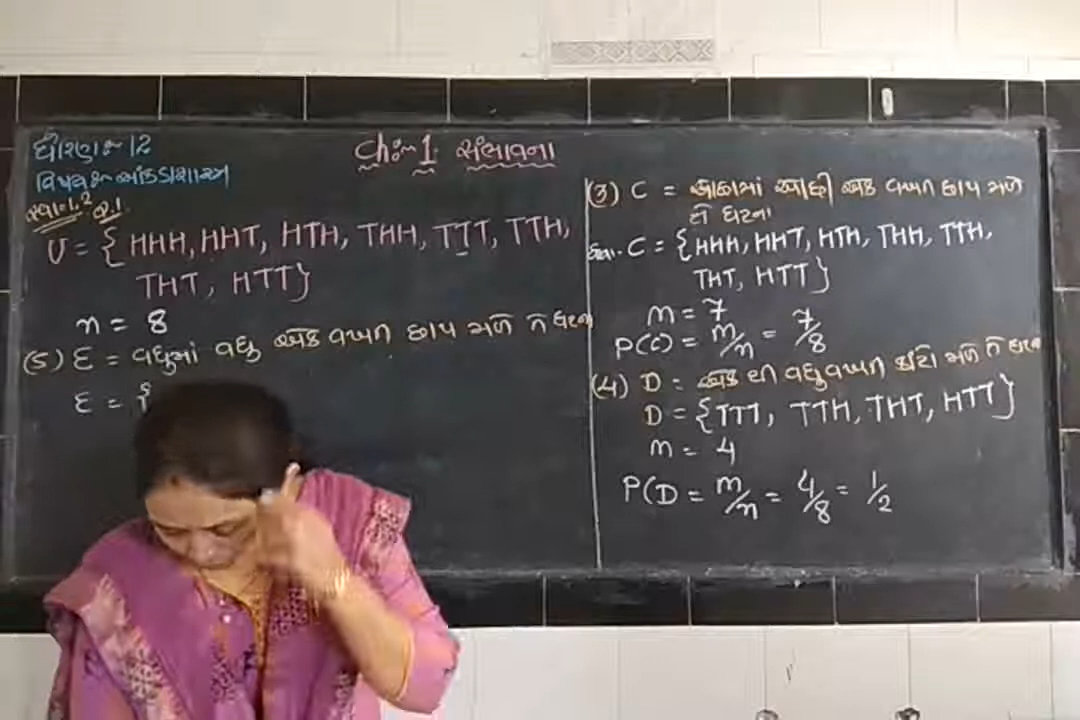 ધોરણ :- 12
વિષય :- આંકડાશાસ્ત્ર
Ch :- 1. સંભાવના
સ્વા. 1.2 પ્ર.1
U = { HHH, HHT, HTH, THH, TTT, TTH,
THT, HTT }
n = 8
(5) E = વધુમાં વધુ એક વખત છાપ મળે તે ઘટના
E = {
(3) C = ઓછામાં ઓછી એક વખત છાપ મળે
તે ઘટના
C = { HHH, HHT, HTH, THH, TTH,
THT, HTT }
m = 7
P(C) = m/n = 7/8
(4) D = એક થી વધુ વખત કાંટો મળે તે ઘટના
D = { TTT, TTH, THT, HTT }
m = 4
P(D = m/n = 4/8 = 1/2